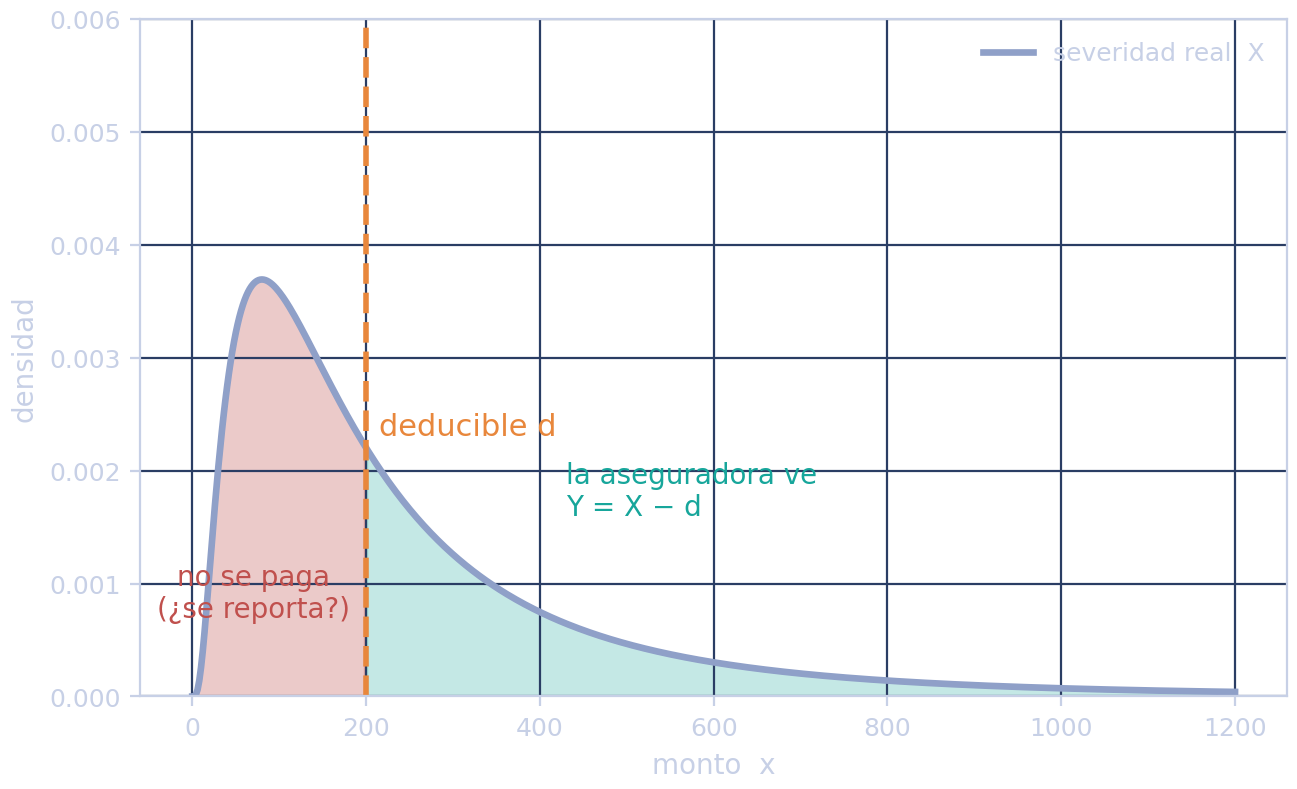 0.006
0.005
0.004
0.003
0.002
0.001
0.000
densidad
severidad real X
deducible d
la aseguradora ve
Y = X − d
no se paga
(¿se reporta?)
0
200
400
600
800
1000
1200
monto x